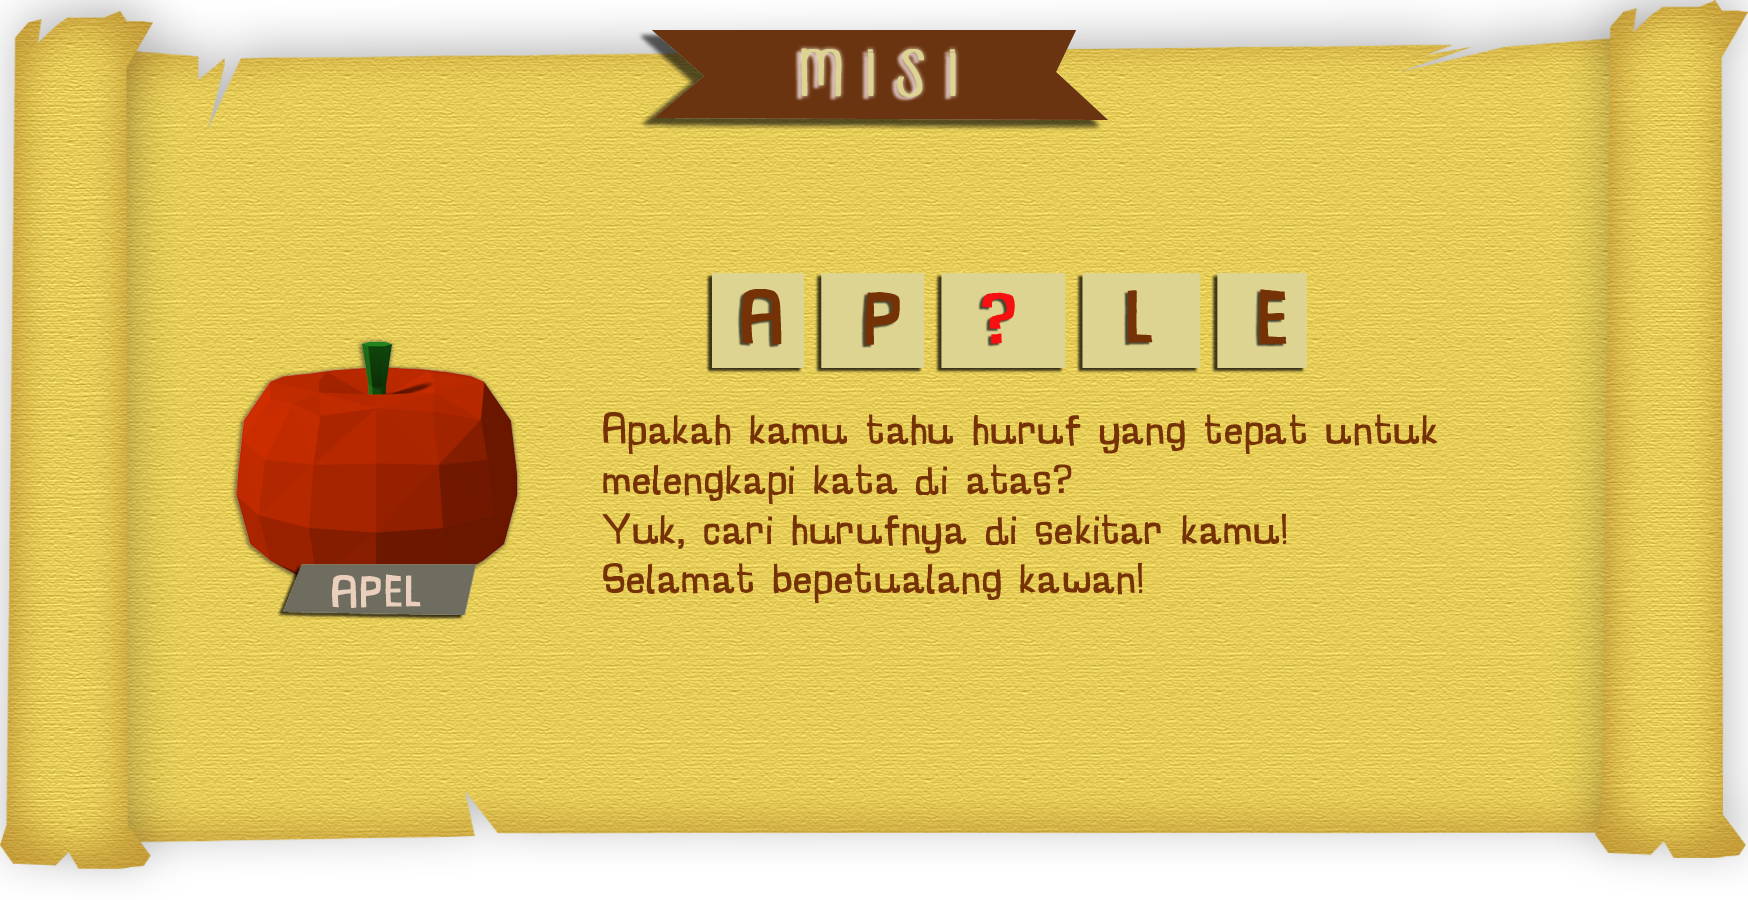 MISI
A P ? L E
Apakah kamu tahu huruf yang tepat untuk
melengkapi kata di atas?
Yuk, cari hurufnya di sekitar kamu!
Selamat bepetualang kawan!
APEL